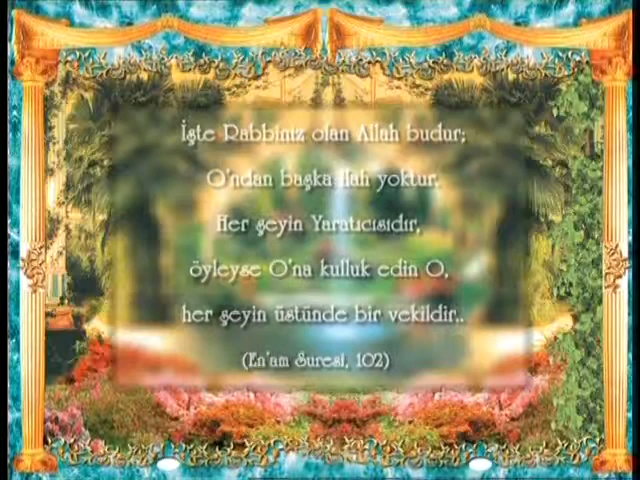 İşte Rabbiniz olan Allah budur;
O'ndan başka İlah yoktur.
Her şeyin Yaratıcısıdır,
öyleyse O'na kulluk edin O,
her şeyin üstünde bir vekildir..
(En'am Suresi, 102)